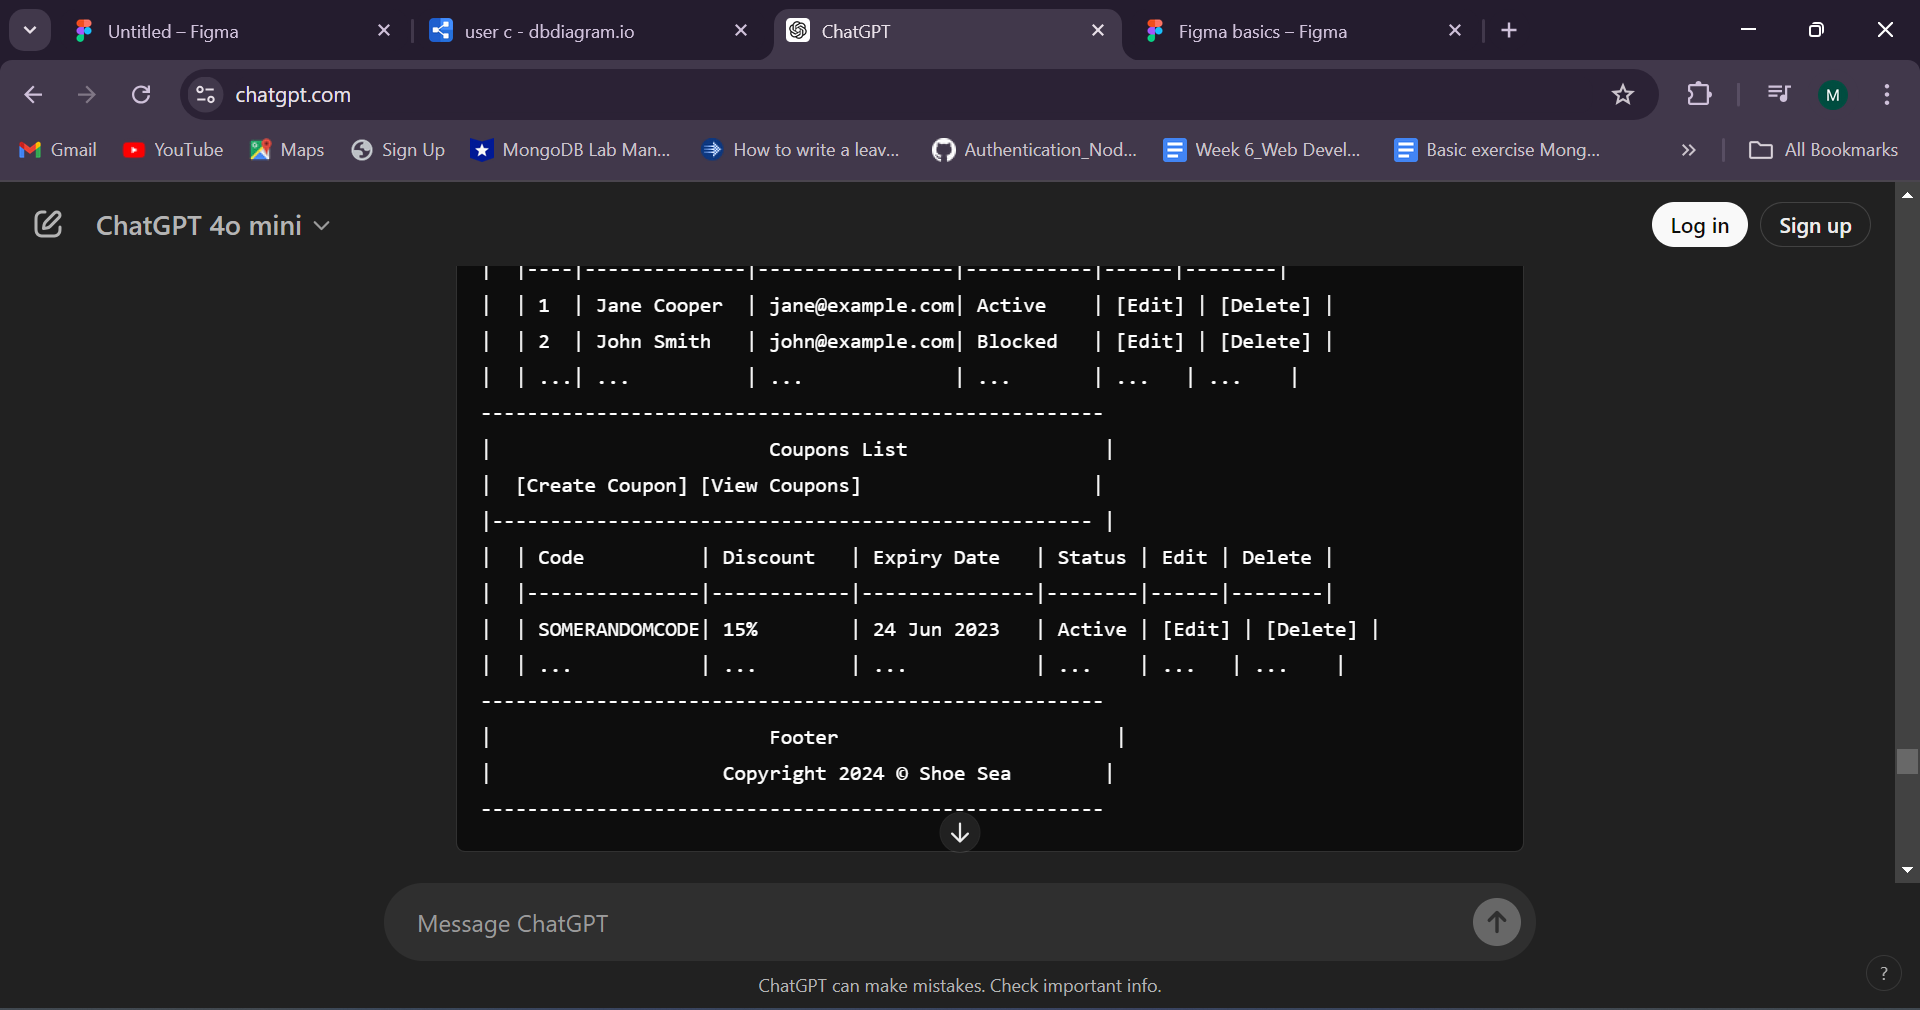 Untitled – Figma
user c - dbdiagram.io
ChatGPT
Figma basics – Figma
chatgpt.com
M
Gmail
YouTube
Maps
Sign Up
MongoDB Lab Man...
How to write a leav...
Authentication_Nod...
Week 6_Web Devel...
Basic exercise Mong...
All Bookmarks
ChatGPT 4o mini
Log in
Sign up
| |----|--------------|-----------------|-----------|------|--------|
| | 1 | Jane Cooper | jane@example.com| Active | [Edit] | [Delete] |
| | 2 | John Smith | john@example.com| Blocked | [Edit] | [Delete] |
| | ...| ... | ... | ... | ... | ... |
------------------------------------------------------
| Coupons List |
| [Create Coupon] [View Coupons] |
|---------------------------------------------------- |
| | Code | Discount | Expiry Date | Status | Edit | Delete |
| |---------------|------------|---------------|--------|------|--------|
| | SOMERANDOMCODE| 15% | 24 Jun 2023 | Active | [Edit] | [Delete] |
| | ... | ... | ... | ... | ... | ... |
------------------------------------------------------
| Footer |
| Copyright 2024 © Shoe Sea |
------------------------------------------------------
Message ChatGPT
ChatGPT can make mistakes. Check important info.
?